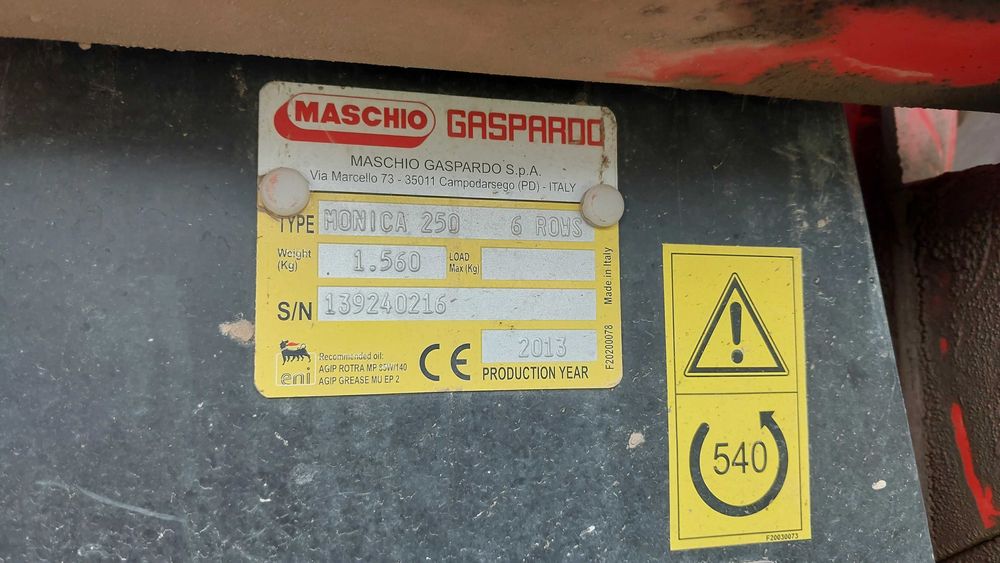 MASCHIO GASPARDO
MASCHIO GASPARDO S.p.A.
Via Marcello 73 - 35011 Campodarsego (PD) - ITALY
TYPE MONICA 250 6 ROWS
Weight (Kg) 1.560 LOAD Max (Kg)
S/N 139240216
2013
PRODUCTION YEAR
CE
eni
Recommended oil:
AGIP ROTRA MP 85W/140
AGIP GREASE MU EP 2
F20200078 Made in Italy
!
540
F20030073